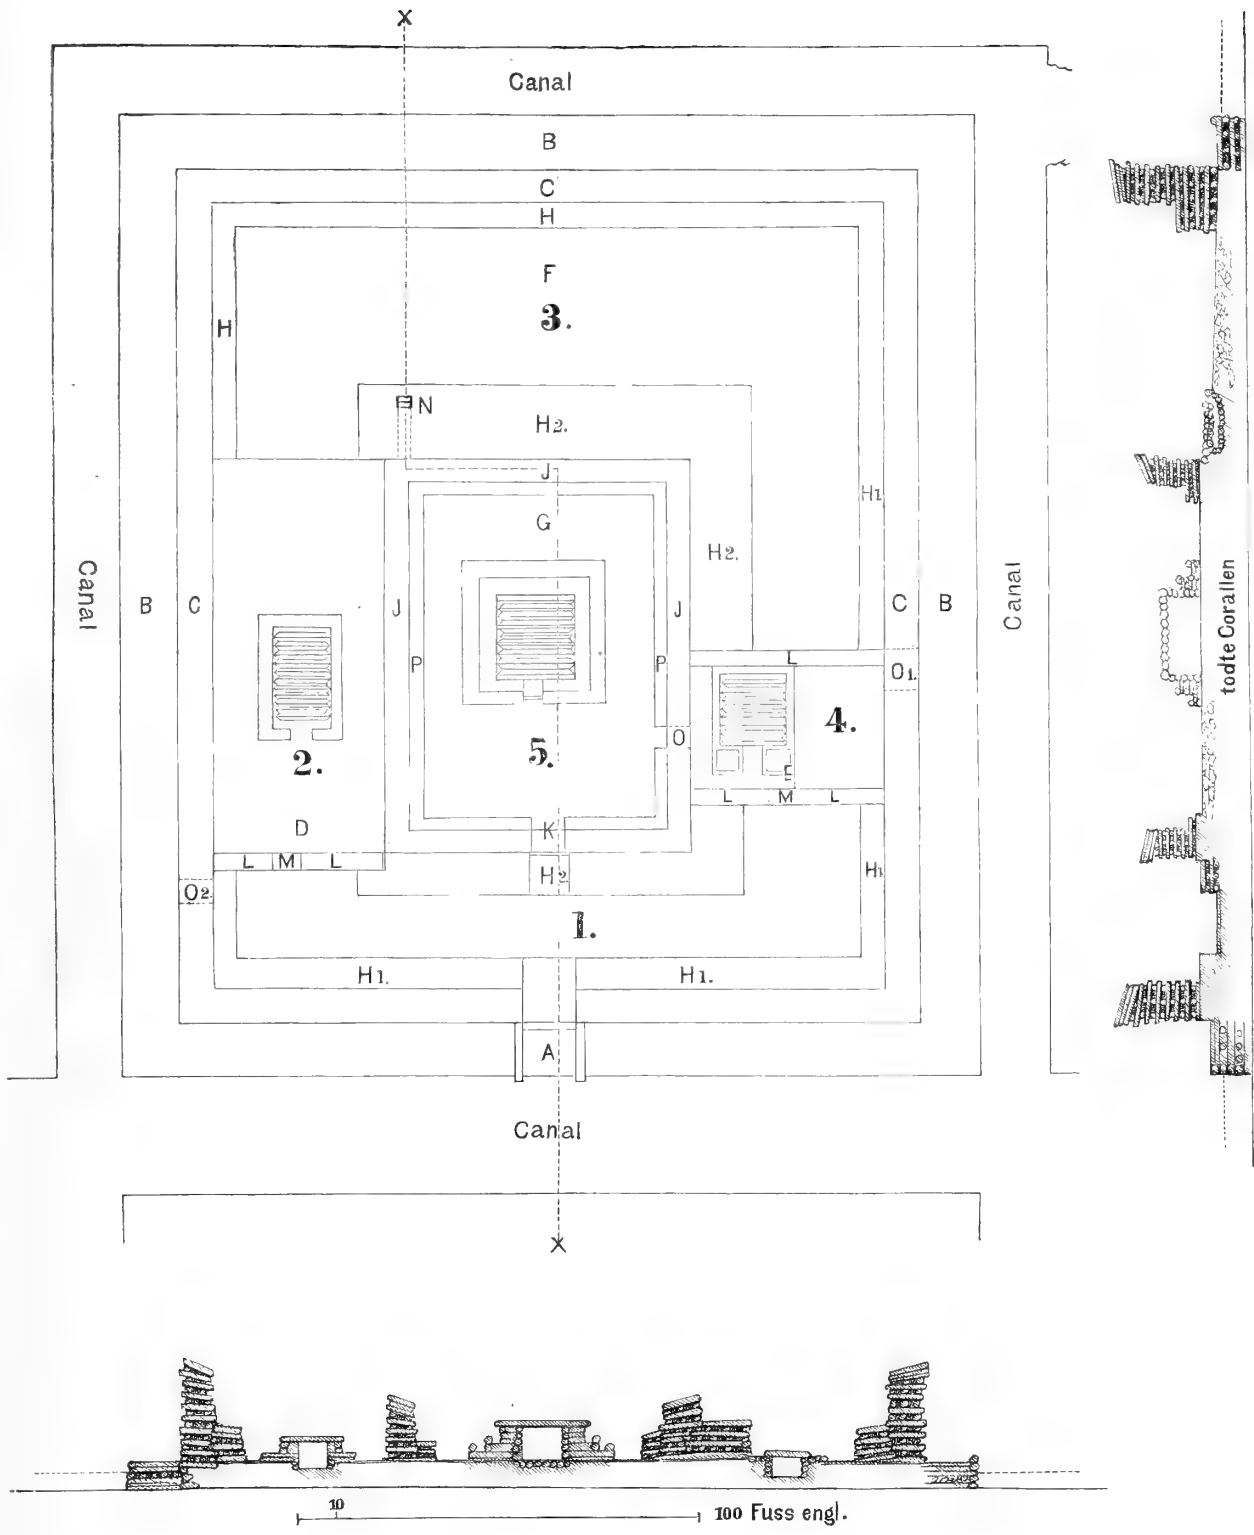 X
Canal
B
C
H
F
3.
H
N
H2.
J
H1
G
H2.
Canal
B
C
J
J
C
B
Canal
todte Corallen
P
P
L
O1.
4.
O
2.
5.
E
L
M
L
D
K
L
M
L
H2
H1
O2
1.
H1.
H1.
A
Canal
X
10
100 Fuss engl.